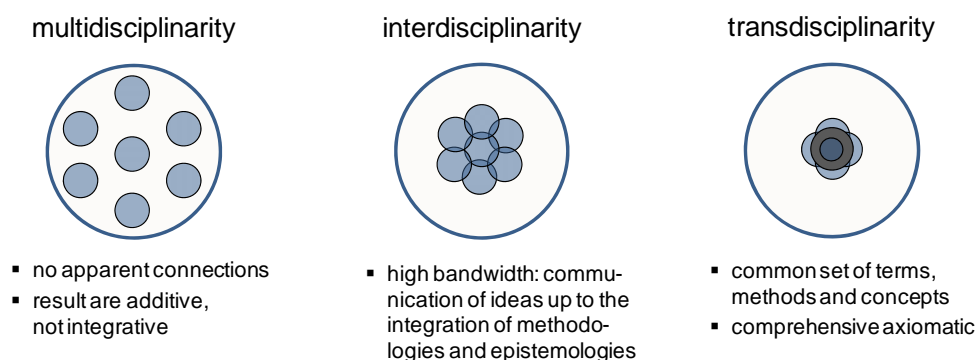 multidisciplinarity
interdisciplinarity
transdisciplinarity
▪ no apparent connections
▪ result are additive,
not integrative
▪ high bandwidth: commu-
nication of ideas up to the
integration of methodo-
logies and epistemologies
▪ common set of terms,
methods and concepts
▪ comprehensive axiomatic